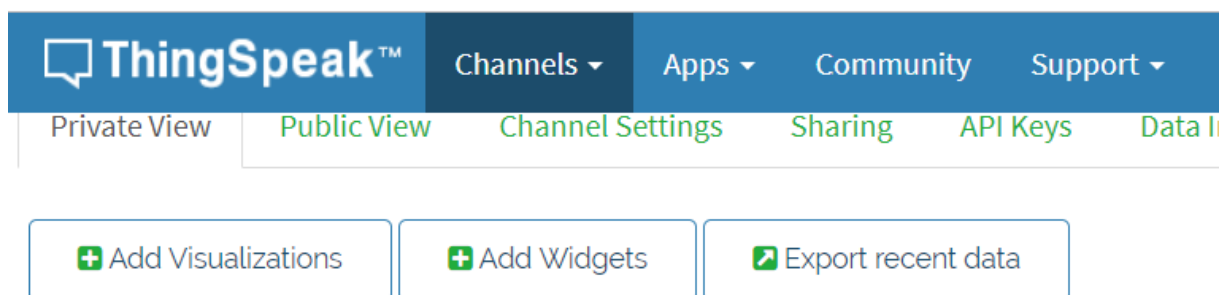 ThingSpeak™ Channels Apps Community Support
Private View Public View Channel Settings Sharing API Keys Data
Add Visualizations Add Widgets Export recent data